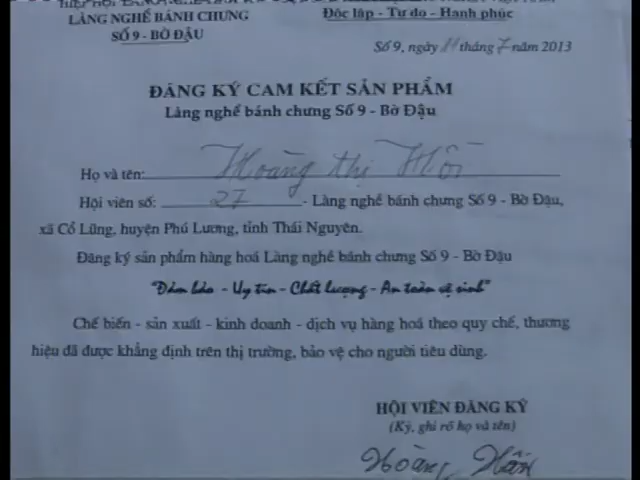 LÀNG NGHỀ BÁNH CHƯNG
Độc lập - Tự do - Hạnh phúc
SỐ 9 - BỜ ĐẬU
Số 9, ngày 11 tháng 7 năm 2013
ĐĂNG KÝ CAM KẾT SẢN PHẨM
Làng nghề bánh chưng Số 9 - Bờ Đậu
Họ và tên: Hoàng Thị
Hội viên số: 27 - Làng nghề bánh chưng Số 9 - Bờ Đậu,
xã Cổ Lũng, huyện Phú Lương, tỉnh Thái Nguyên.
Đăng ký sản phẩm hàng hoá Làng nghề bánh chưng Số 9 - Bờ Đậu
"Đảm bảo - Uy tín - Chất lượng - An toàn vệ sinh"
Chế biến - sản xuất - kinh doanh - dịch vụ hàng hoá theo quy chế, thương
hiệu đã được khẳng định trên thị trường, bảo vệ cho người tiêu dùng.
HỘI VIÊN ĐĂNG KÝ
(Ký, ghi rõ họ và tên)
Hoàng